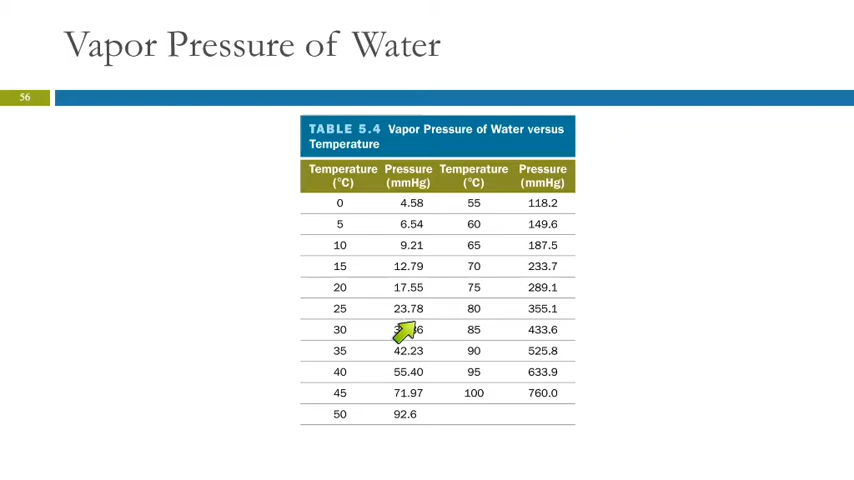 Vapor Pressure of Water
56
TABLE 5.4 Vapor Pressure of Water versus
Temperature
Temperature Pressure Temperature Pressure
(°C) (mmHg) (°C) (mmHg)
0 4.58 55 118.2
5 6.54 60 149.6
10 9.21 65 187.5
15 12.79 70 233.7
20 17.55 75 289.1
25 23.78 80 355.1
30 85 433.6
35 42.23 90 525.8
40 55.40 95 633.9
45 71.97 100 760.0
50 92.6